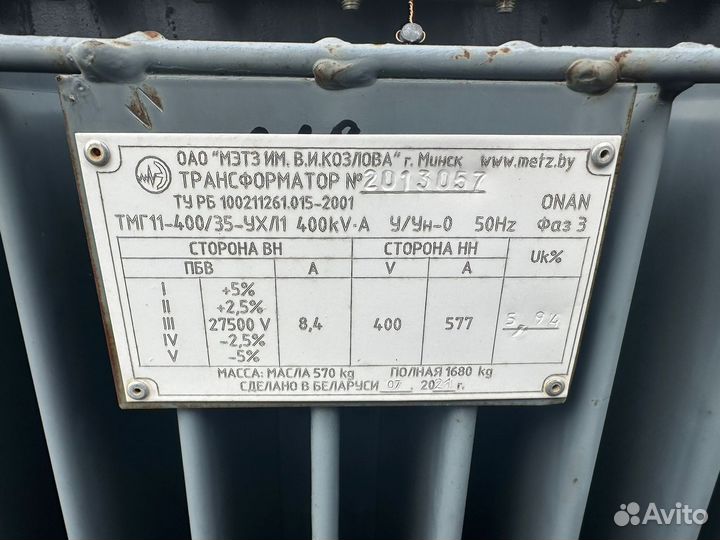 ОАО "МЭТЗ ИМ. В.И.КОЗЛОВА" г. Минск www.metz.by
ТРАНСФОРМАТОР № 2013057
ТУ РБ 100211261.015-2001 ONAN
ТМГ11-400/35-УХЛ1 400kV·A У/Ун-0 50Hz Фаз 3
СТОРОНА ВН СТОРОНА НН Uk%
ПБВ А V А
I +5%
II +2,5%
III 27500 V 8,4 400 577 5,94
IV -2,5%
V -5%
МАССА: МАСЛА 570 kg ПОЛНАЯ 1680 kg
СДЕЛАНО В БЕЛАРУСИ 07 2021 г.
Avito